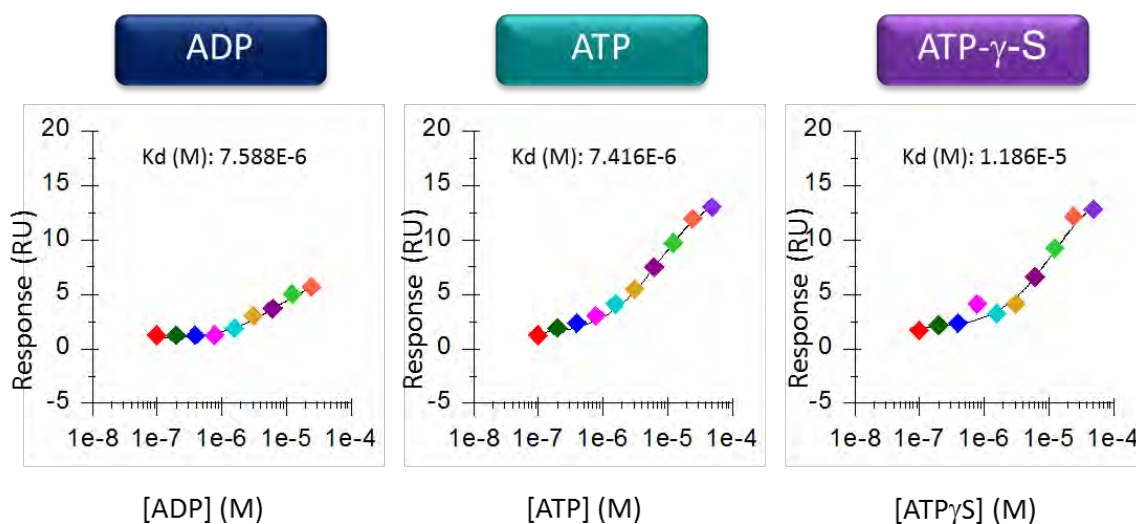 ADP
ATP
ATP-γ-S
20
15
10
5
0
-5
Response (RU)
Kd (M): 7.588E-6
1e-8 1e-7 1e-6 1e-5 1e-4
[ADP] (M)
20
15
10
5
0
-5
Response (RU)
Kd (M): 7.416E-6
1e-8 1e-7 1e-6 1e-5 1e-4
[ATP] (M)
20
15
10
5
0
-5
Response (RU)
Kd (M): 1.186E-5
1e-8 1e-7 1e-6 1e-5 1e-4
[ATPγS] (M)